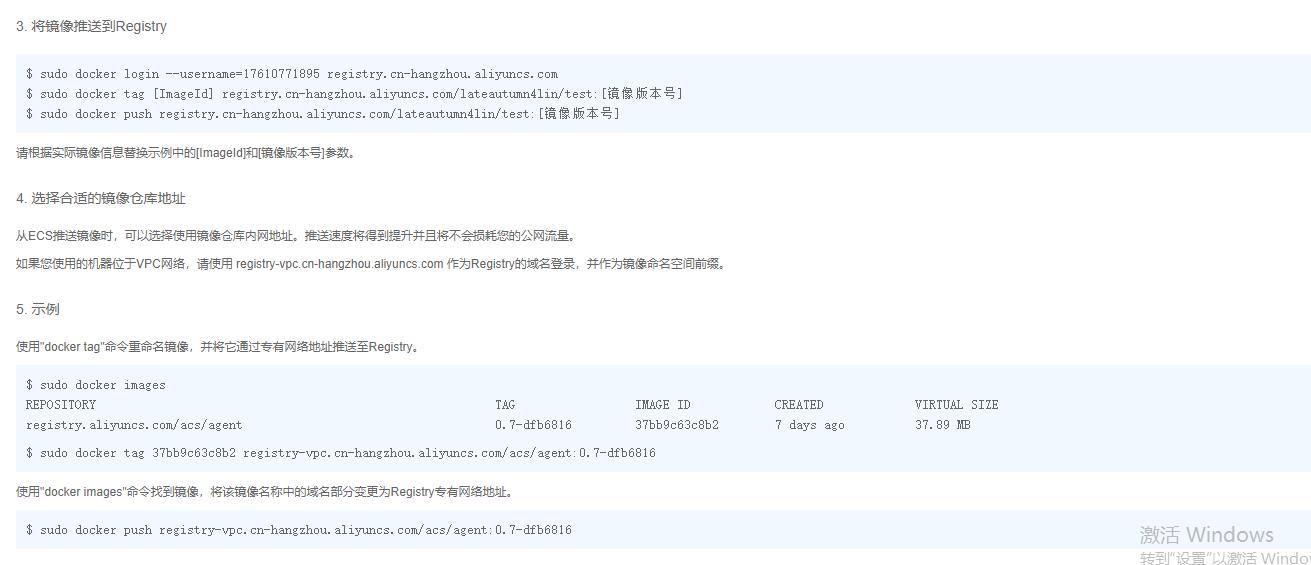 3. 将镜像推送到Registry
$ sudo docker login --username=17610771895 registry.cn-hangzhou.aliyuncs.com
$ sudo docker tag [ImageId] registry.cn-hangzhou.aliyuncs.com/lateautumn4lin/test:[镜像版本号]
$ sudo docker push registry.cn-hangzhou.aliyuncs.com/lateautumn4lin/test:[镜像版本号]
请根据实际镜像信息替换示例中的[ImageId]和[镜像版本号]参数。
4. 选择合适的镜像仓库地址
从ECS推送镜像时，可以选择使用镜像仓库内网地址。推送速度将得到提升并且将不会损耗您的公网流量。
如果您使用的机器位于VPC网络，请使用 registry-vpc.cn-hangzhou.aliyuncs.com 作为Registry的域名登录，并作为镜像命名空间前缀。
5. 示例
使用"docker tag"命令重命名镜像，并将它通过专有网络地址推送至Registry。
$ sudo docker images
REPOSITORY TAG IMAGE ID CREATED VIRTUAL SIZE
registry.aliyuncs.com/acs/agent 0.7-dfb6816 37bb9c63c8b2 7 days ago 37.89 MB
$ sudo docker tag 37bb9c63c8b2 registry-vpc.cn-hangzhou.aliyuncs.com/acs/agent:0.7-dfb6816
使用"docker images"命令找到镜像，将该镜像名称中的域名部分变更为Registry专有网络地址。
$ sudo docker push registry-vpc.cn-hangzhou.aliyuncs.com/acs/agent:0.7-dfb6816
激活 Windows
转到"设置"以激活 Windo